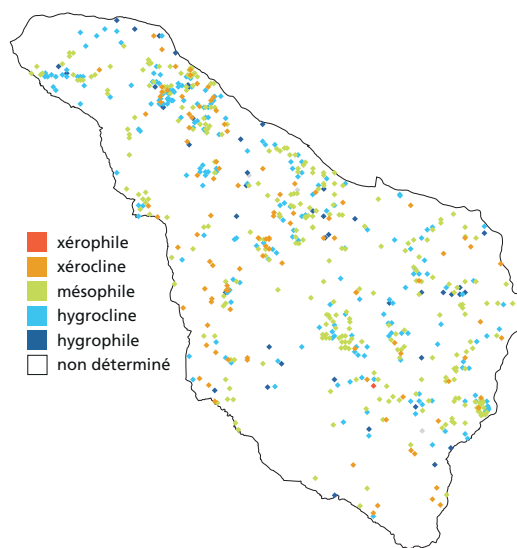 xérophile
xérocline
mésophile
hygrocline
hygrophile
non déterminé